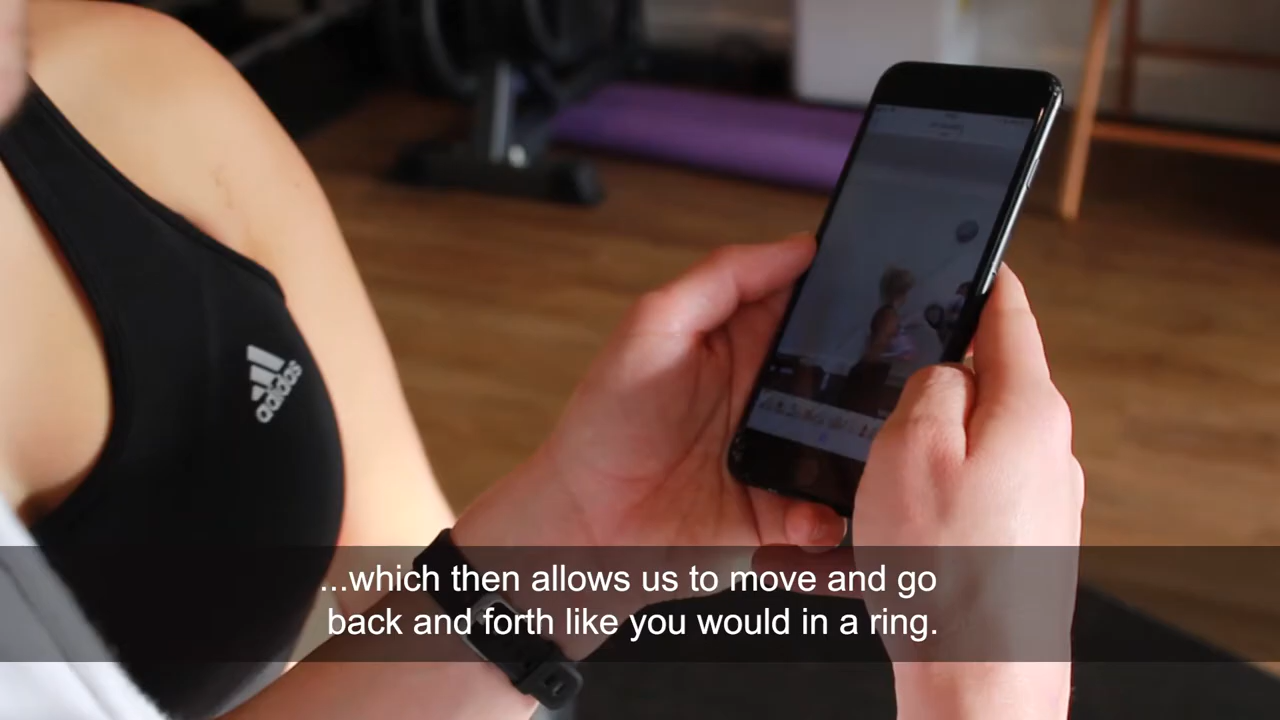 adidas
...which then allows us to move and go
back and forth like you would in a ring.